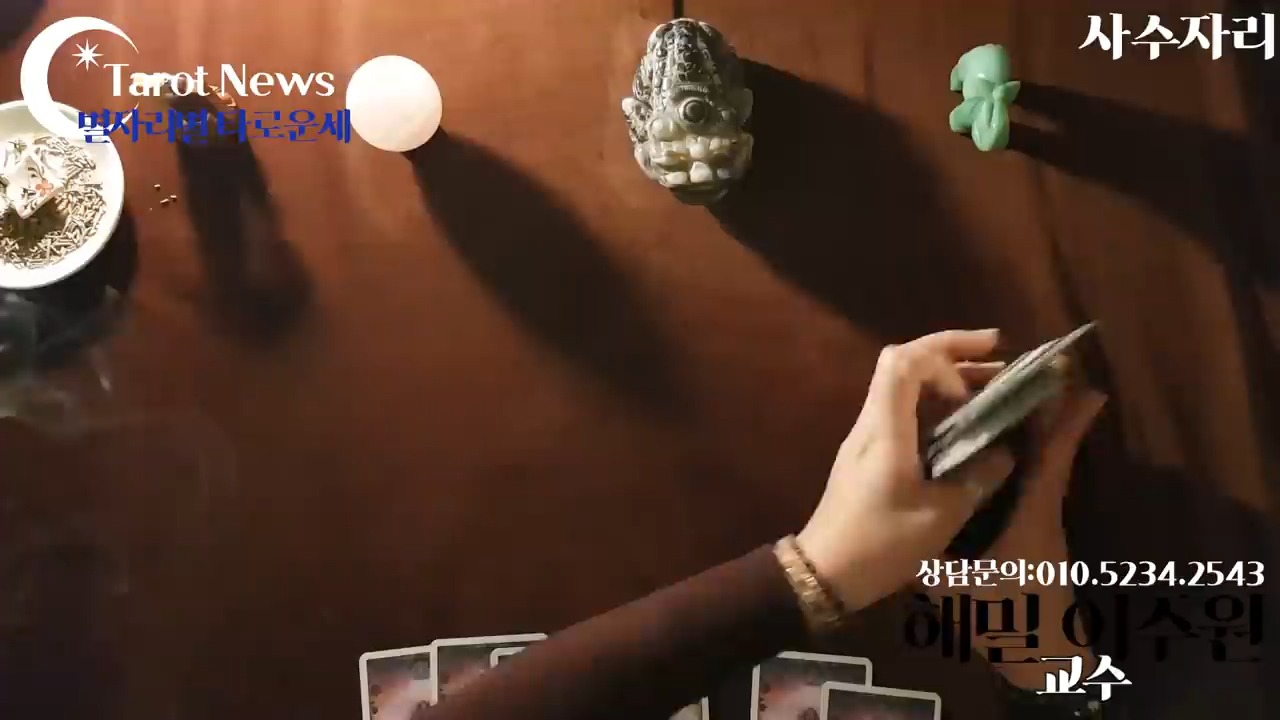 사수자리
Tarot News
별자리별 타로운세
상담문의:010.5234.2543
해밀 이수원
교수